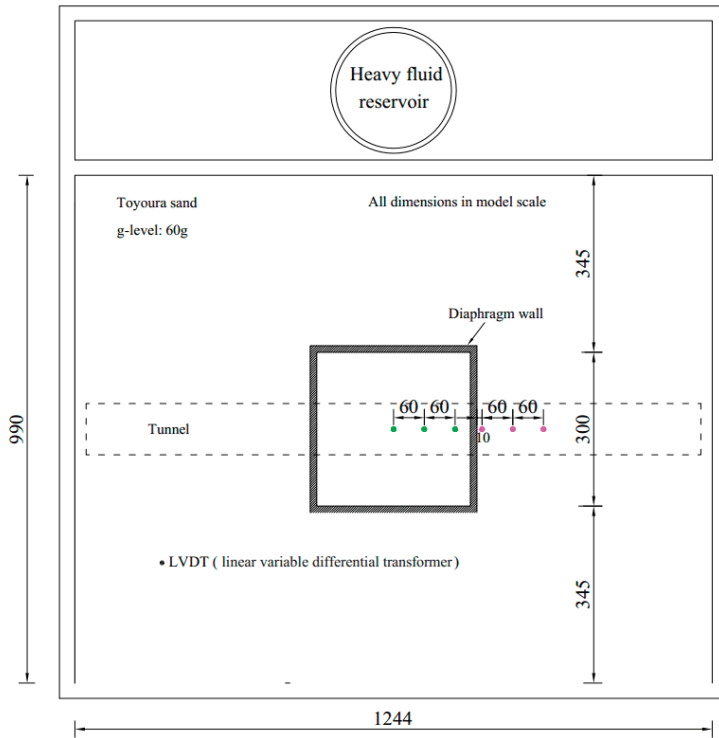 Heavy fluid
reservoir
Toyoura sand
All dimensions in model scale
g-level: 60g
345
Diaphragm wall
60 60 60 60
990
Tunnel
10
300
• LVDT ( linear variable differential transformer )
345
1244